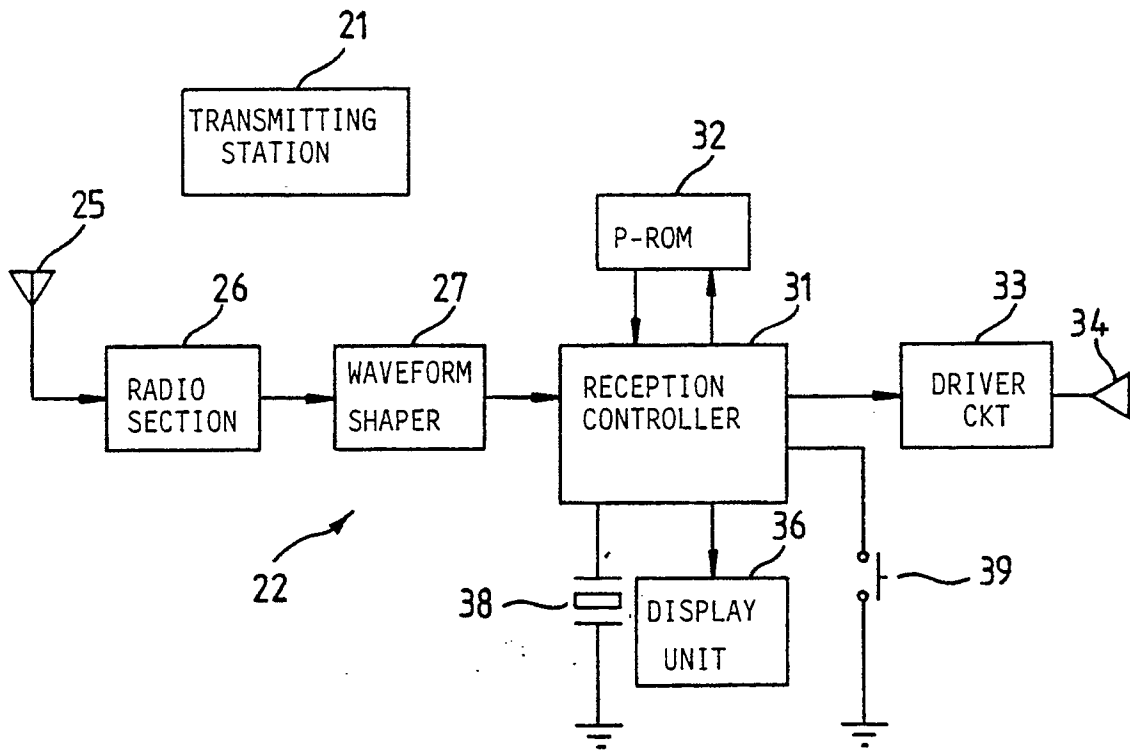 21
TRANSMITTING
STATION
32
25
P-ROM
26
27
31
33
34
RADIO
SECTION
WAVEFORM
SHAPER
RECEPTION
CONTROLLER
DRIVER
CKT
22
38
36
39
DISPLAY
UNIT